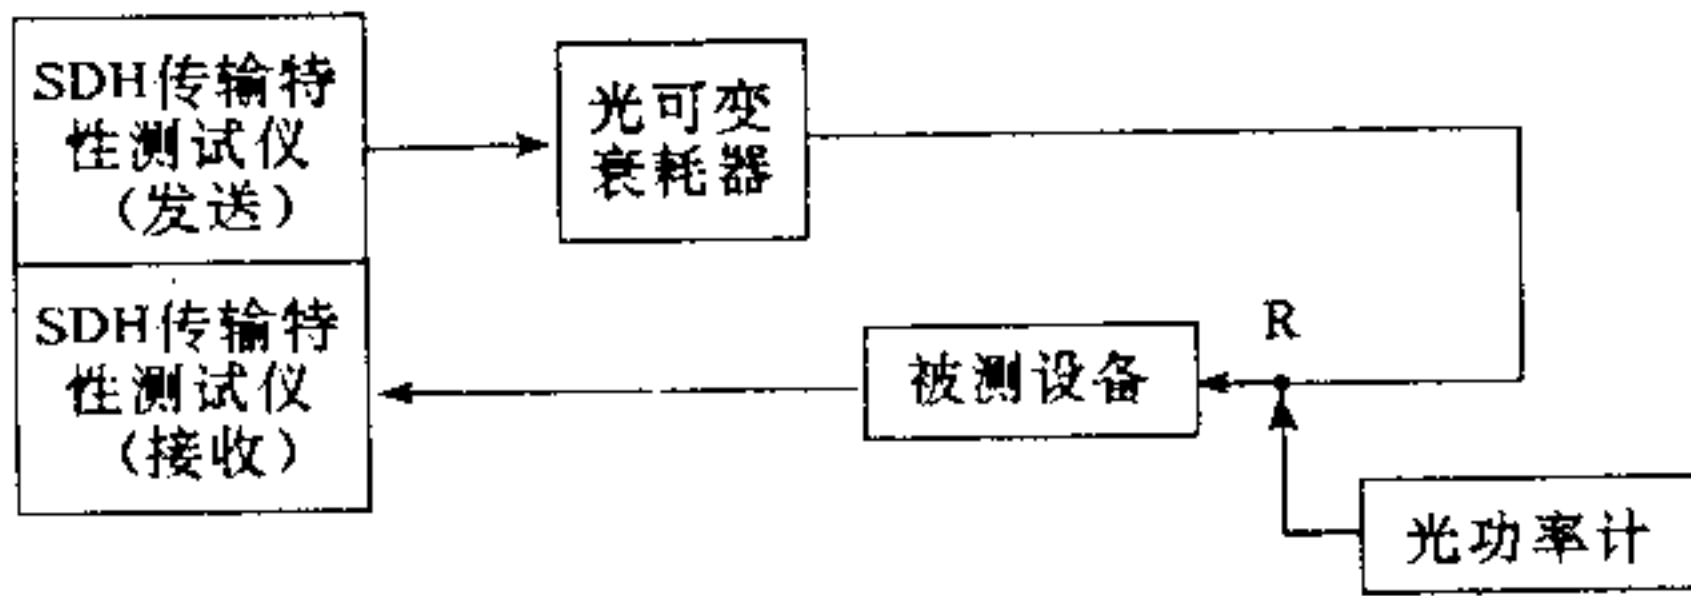 SDH传输特
性测试仪
(发送)
光可变
衰耗器
SDH传输特
性测试仪
(接收)
被测设备
R
光功率计